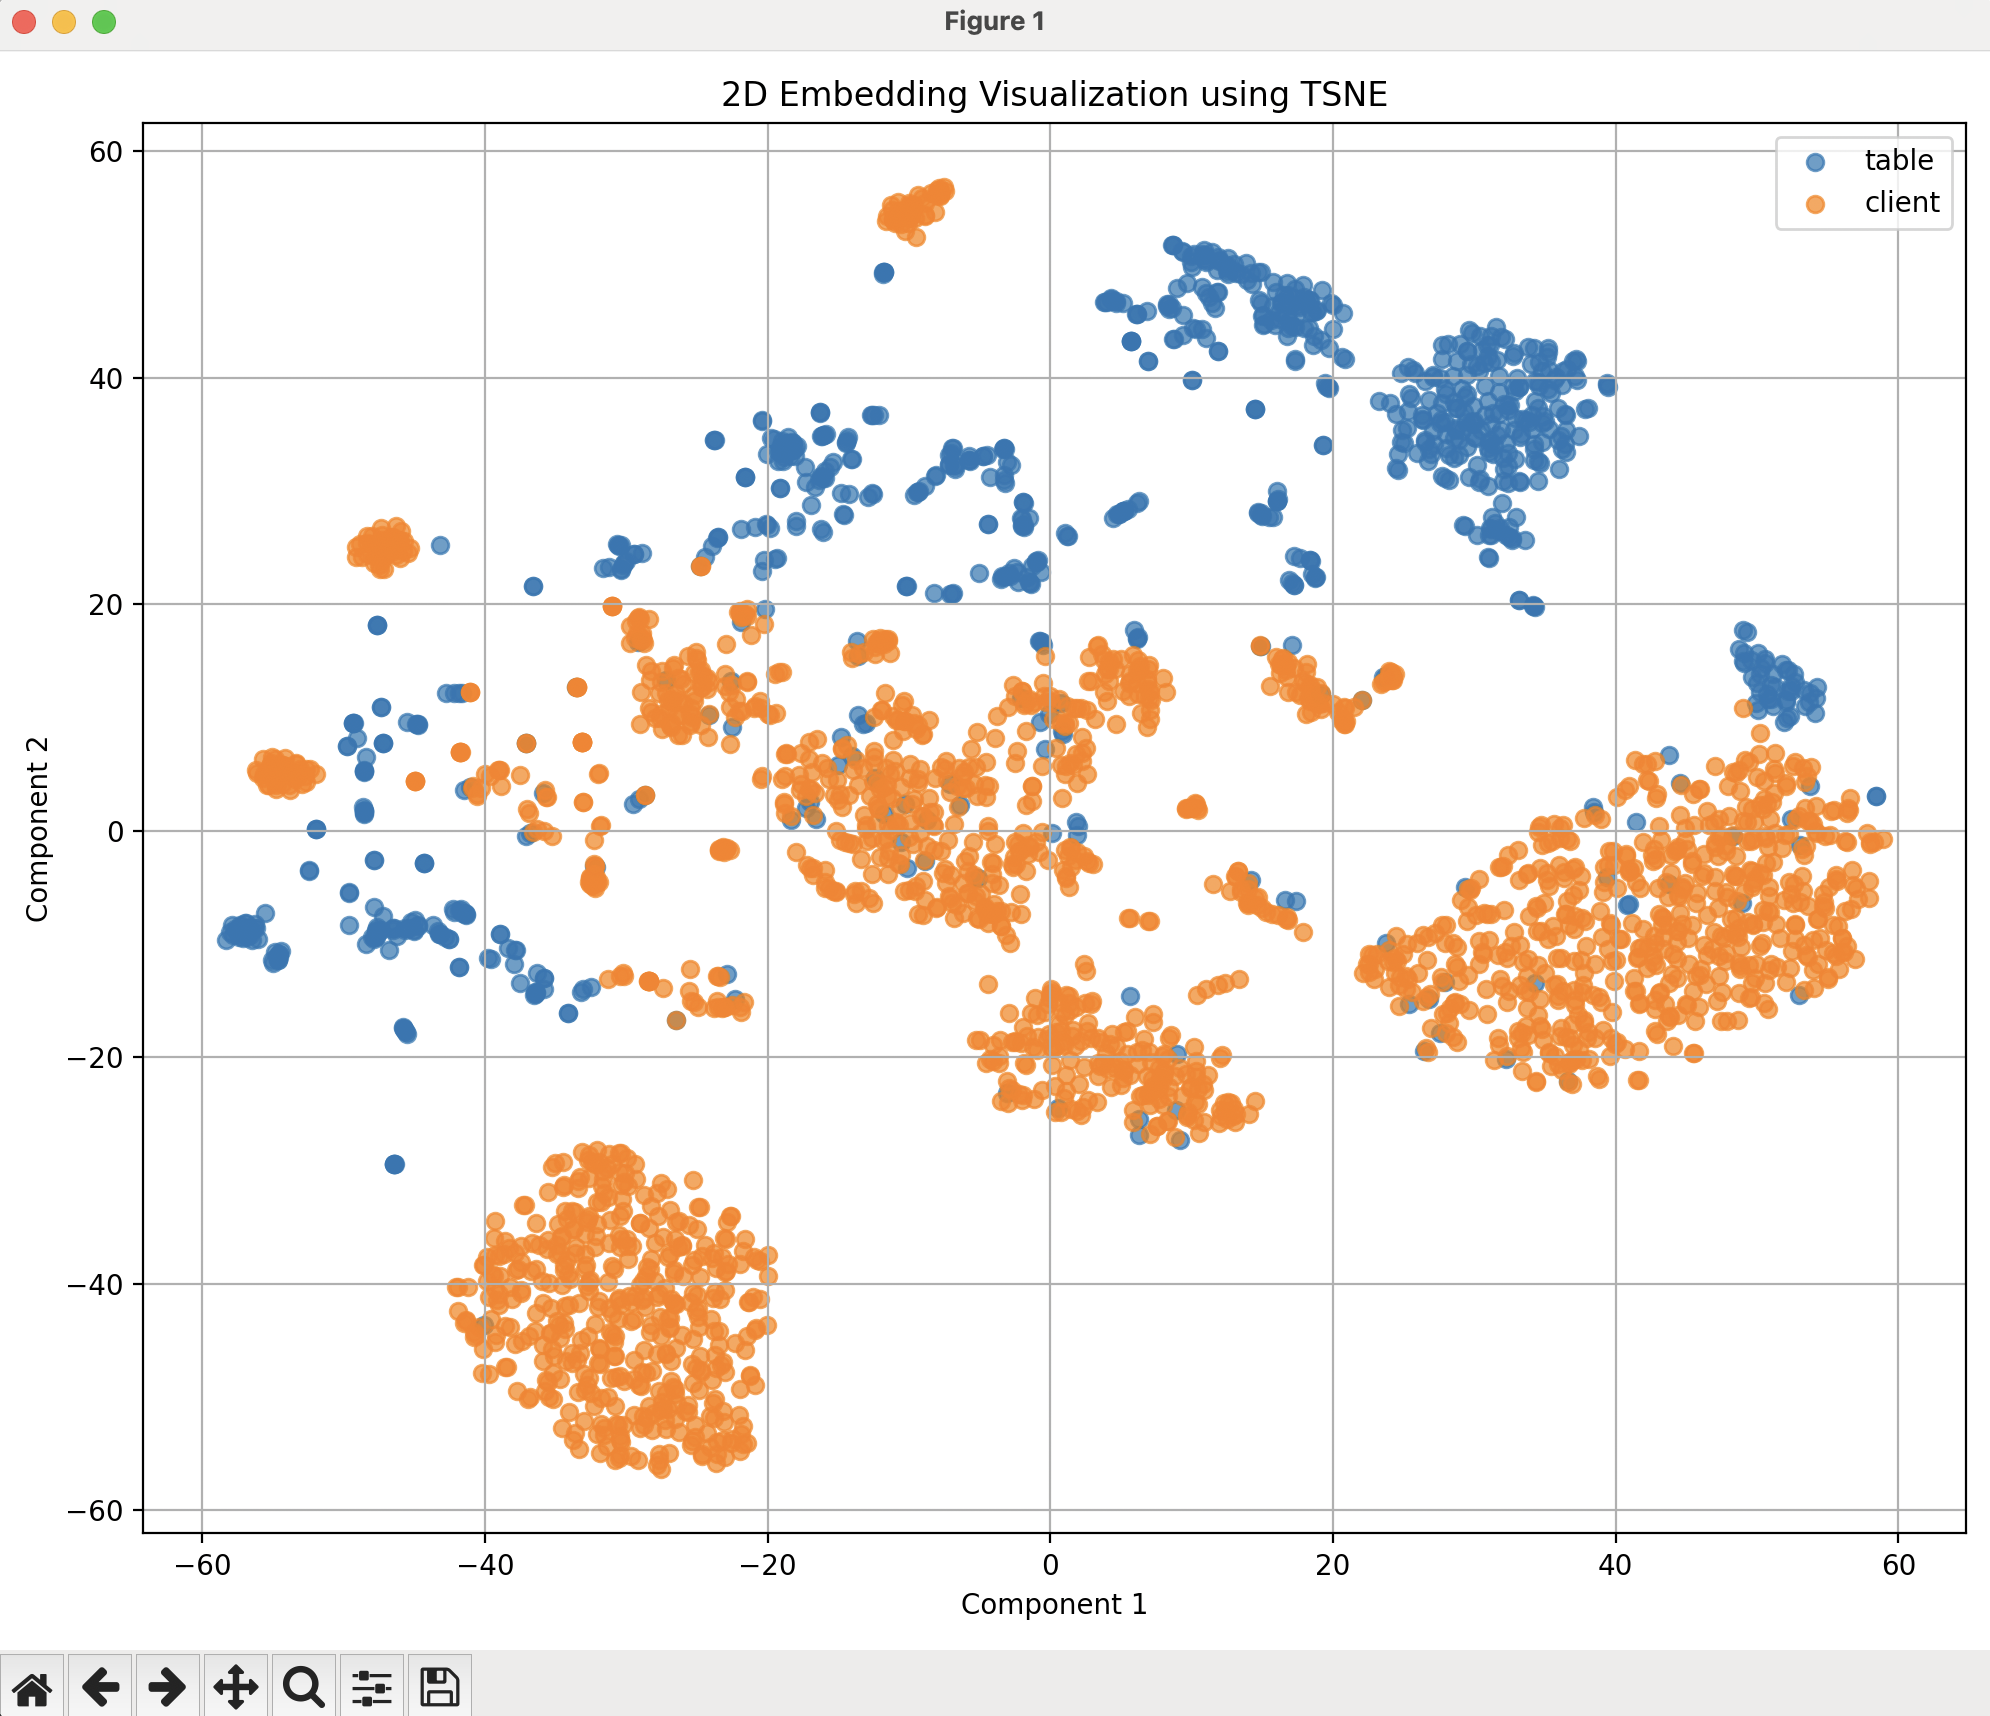 Figure 1
2D Embedding Visualization using TSNE
table
client
60
40
20
0
−20
−40
−60
Component 2
−60
−40
−20
0
20
40
60
Component 1